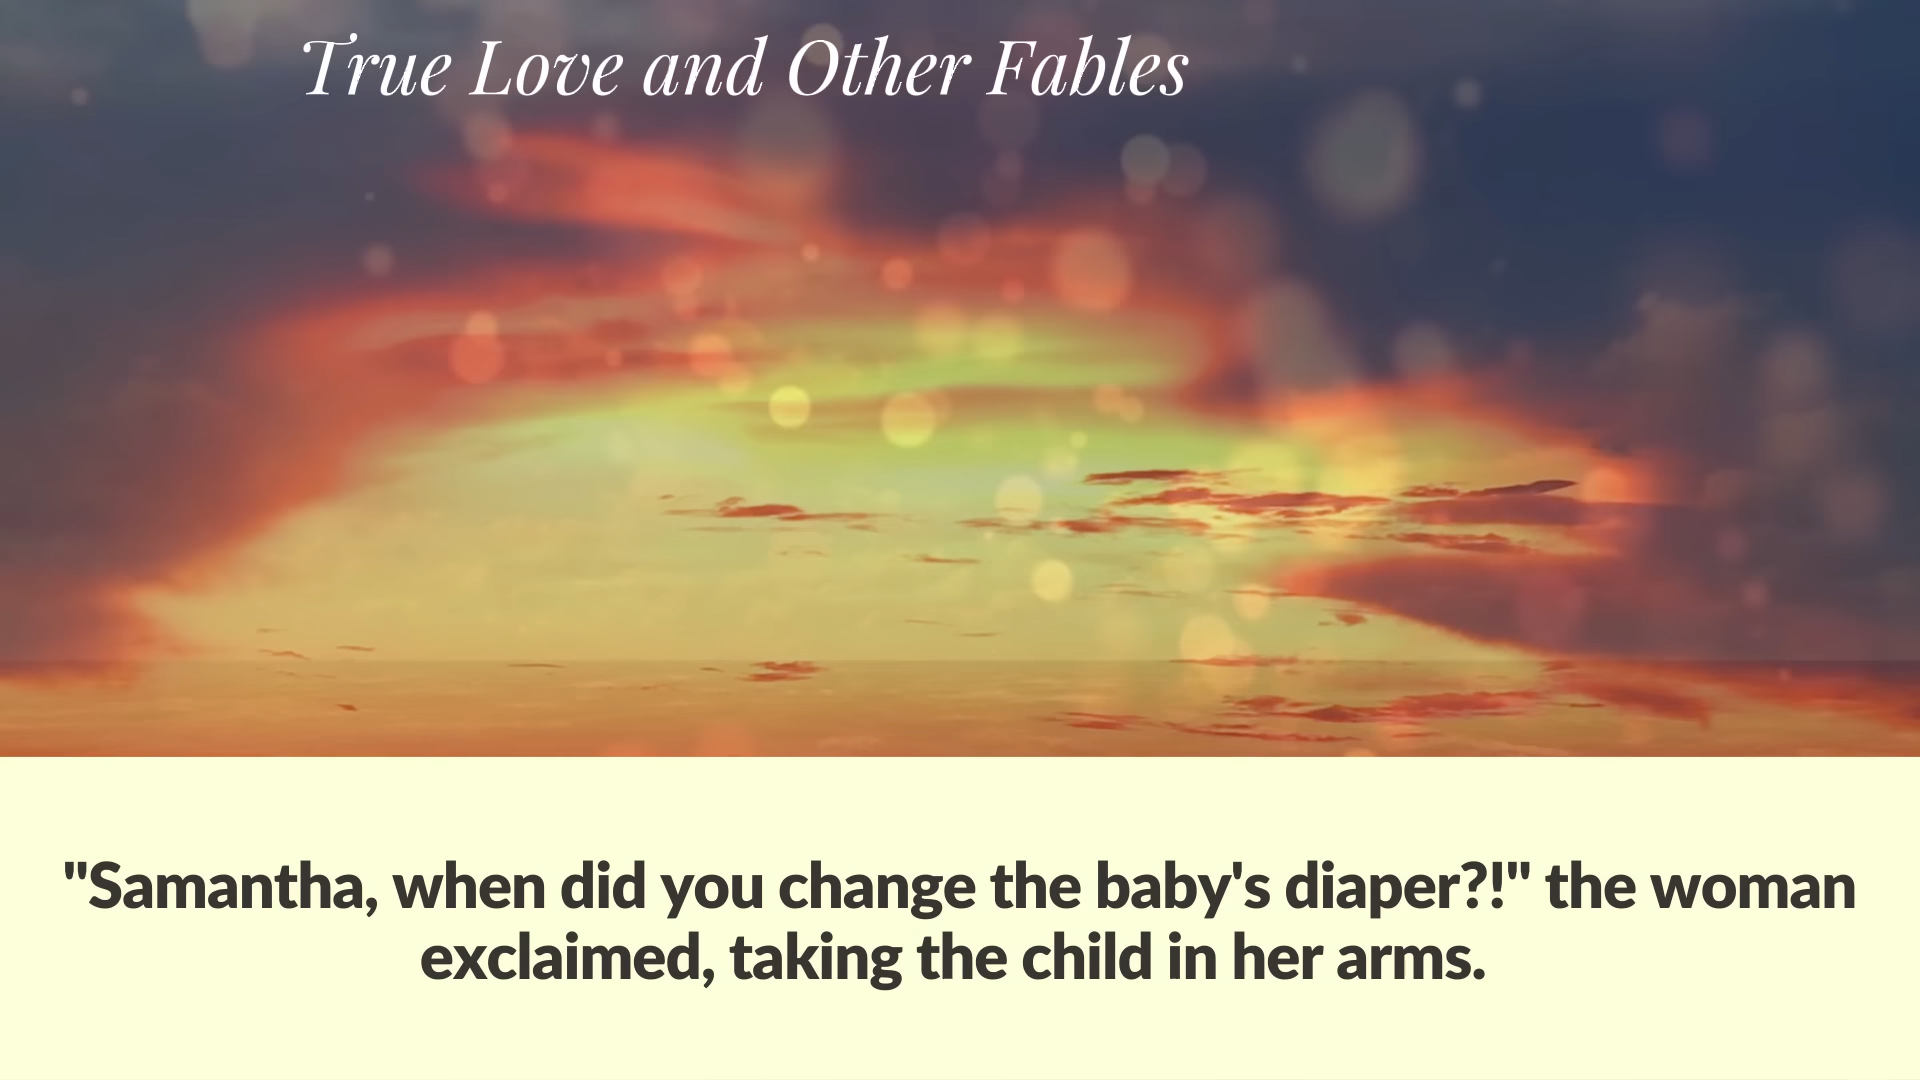 True Love and Other Fables
"Samantha, when did you change the baby's diaper?!" the woman
exclaimed, taking the child in her arms.